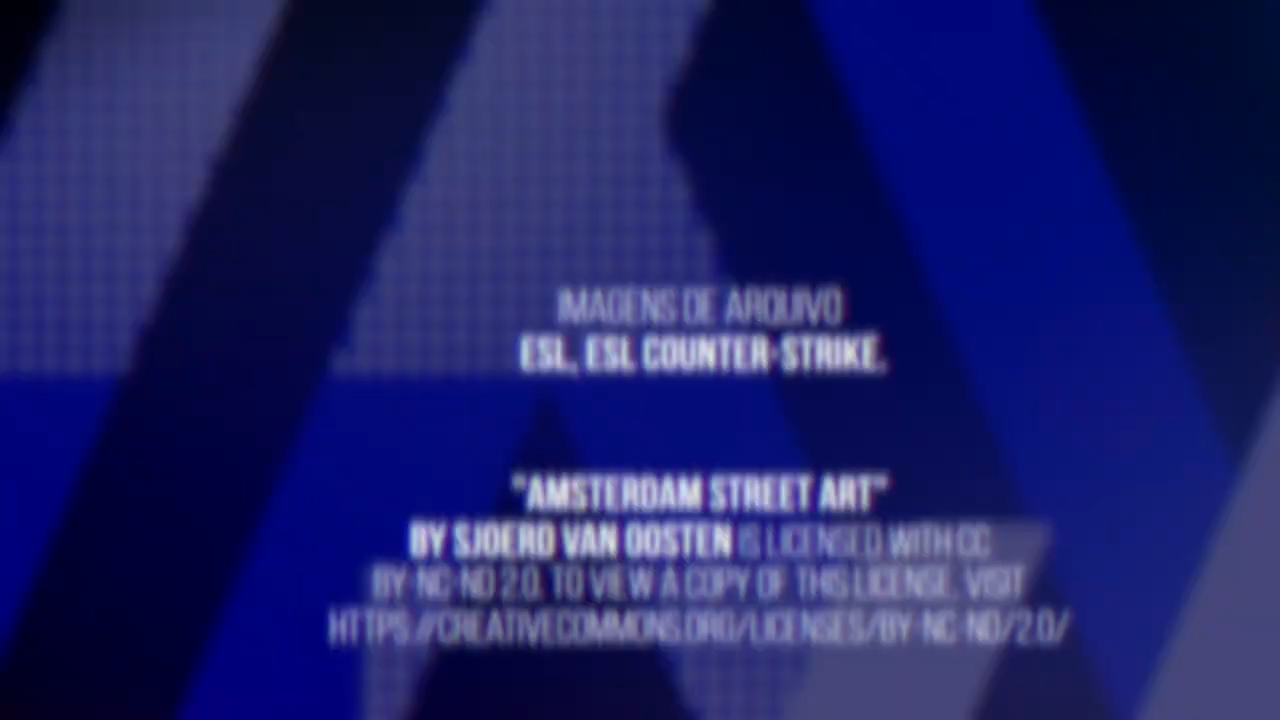 IMAGENS DE ARQUIVO
ESL, ESL COUNTER-STRIKE.
"AMSTERDAM STREET ART"
BY SJOERD VAN OOSTEN IS LICENSED WITH CC
BY-NC-ND 2.0. TO VIEW A COPY OF THIS LICENSE, VISIT
HTTPS://CREATIVECOMMONS.ORG/LICENSES/BY-NC-ND/2.0/